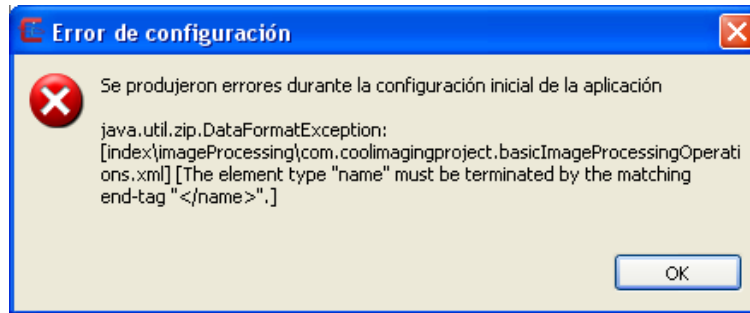 Error de configuración
Se produjeron errores durante la configuración inicial de la aplicación
java.util.zip.DataFormatException:
[index\imageProcessing\com.coolimagingproject.basicImageProcessingOperati
ons.xml] [The element type "name" must be terminated by the matching
end-tag "</name>".]
OK